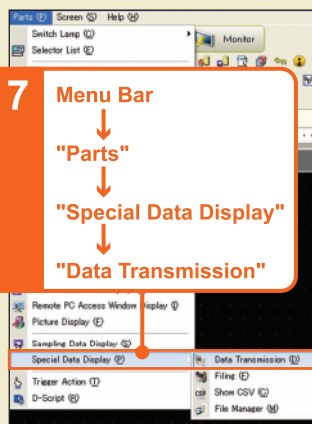 Parts (P) Screen (S) Help (H)
Switch Lamp (C)
Selector List (E)
Monitor
7
Menu Bar
"Parts"
"Special Data Display"
"Data Transmission"
Remote PC Access Window Display (
Picture Display (F)
Sampling Data Display (S)
Special Data Display (P)
Trigger Action (T)
D-Script (R)
Data Transmission (D)
Filing (F)
Show CSV (C)
File Manager (M)